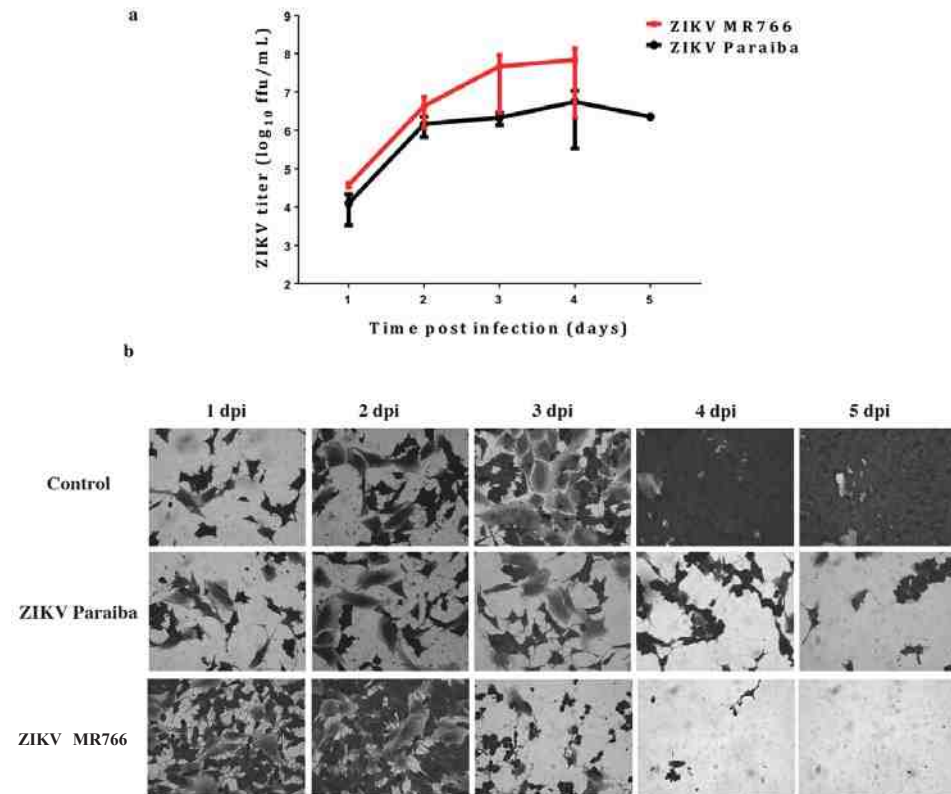 a
ZIKV MR766
ZIKV Paraiba
ZIKV titer (log10 ffu/mL)
9
8
7
6
5
4
3
2
1 2 3 4 5
Time post infection (days)
b
1 dpi 2 dpi 3 dpi 4 dpi 5 dpi
Control
ZIKV Paraiba
ZIKV MR766